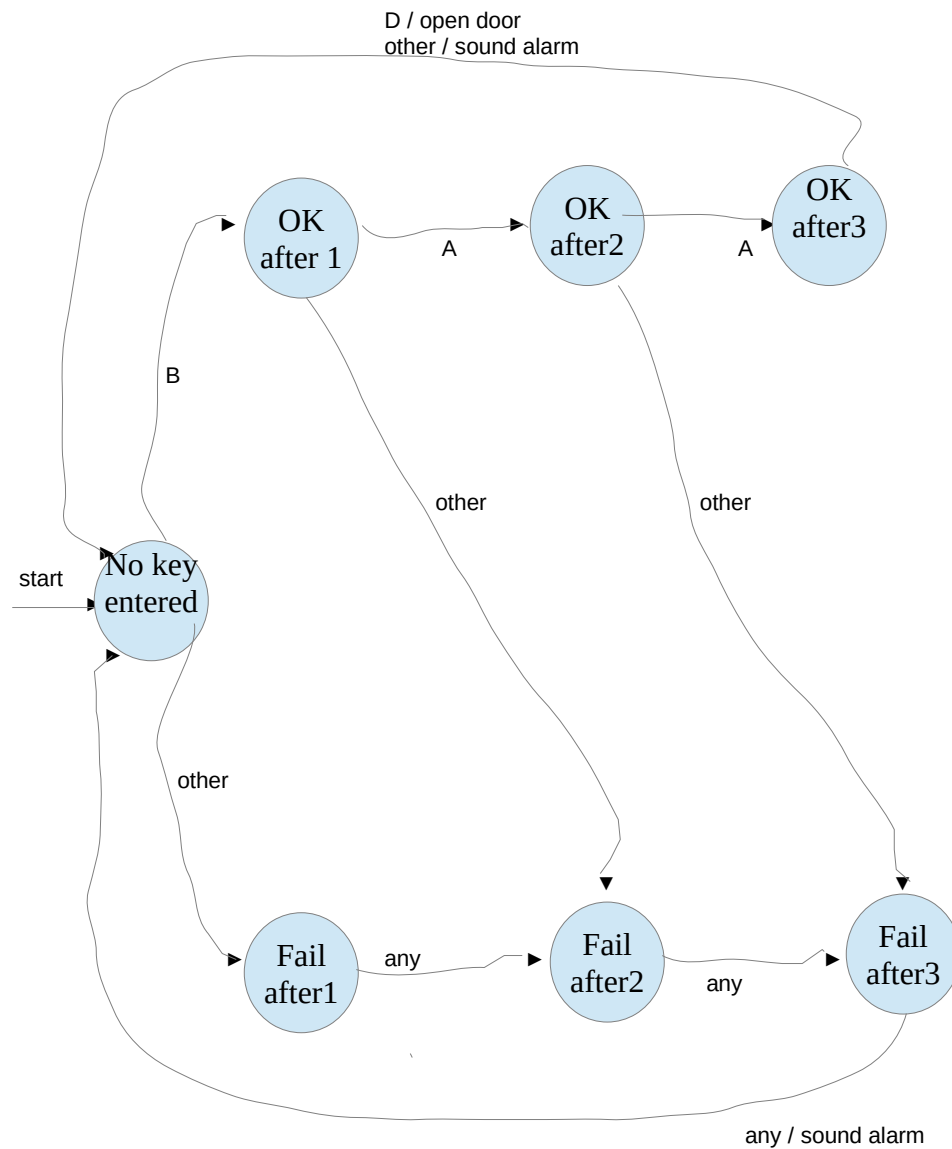 D / open door
other / sound alarm
OK
after 1
OK
after2
OK
after3
A
A
B
other
other
start
No key
entered
other
Fail
after1
any
Fail
after2
any
Fail
after3
any / sound alarm